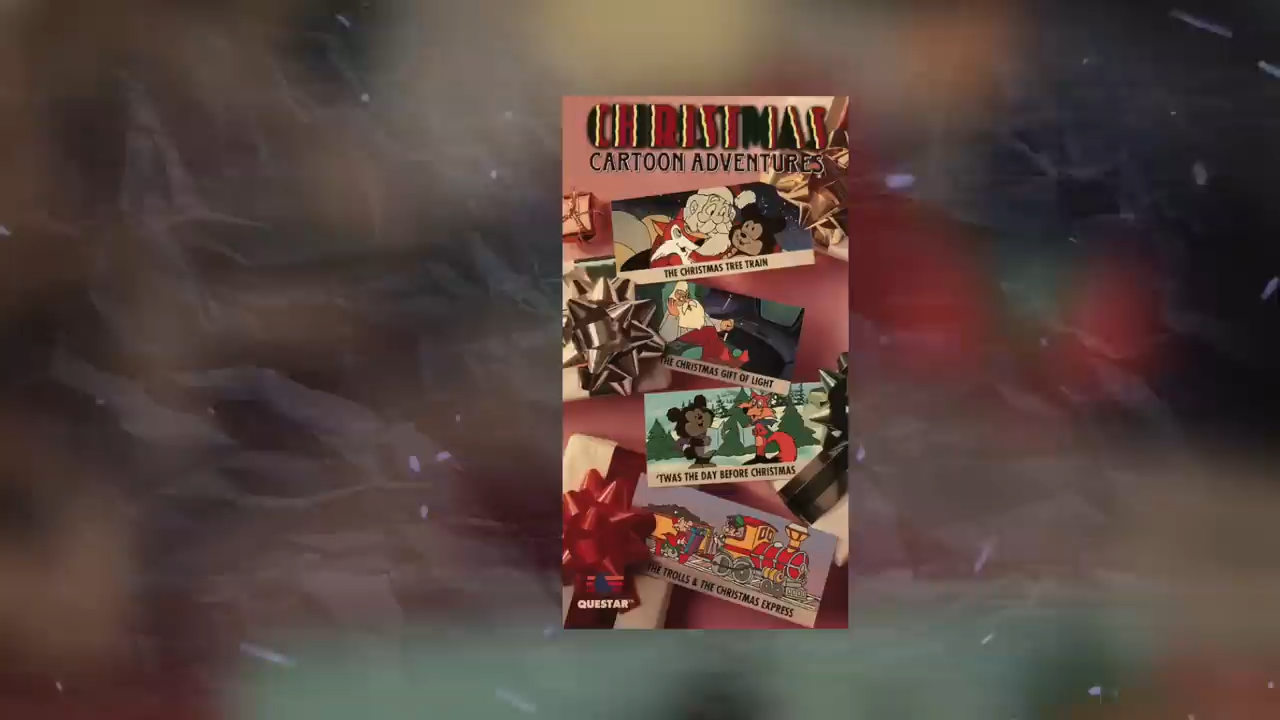 CHRISTMAS
CARTOON ADVENTURES
THE CHRISTMAS TREE TRAIN
THE CHRISTMAS GIFT OF LIGHT
'TWAS THE DAY BEFORE CHRISTMAS
THE TROLLS & THE CHRISTMAS EXPRESS
QUESTAR™